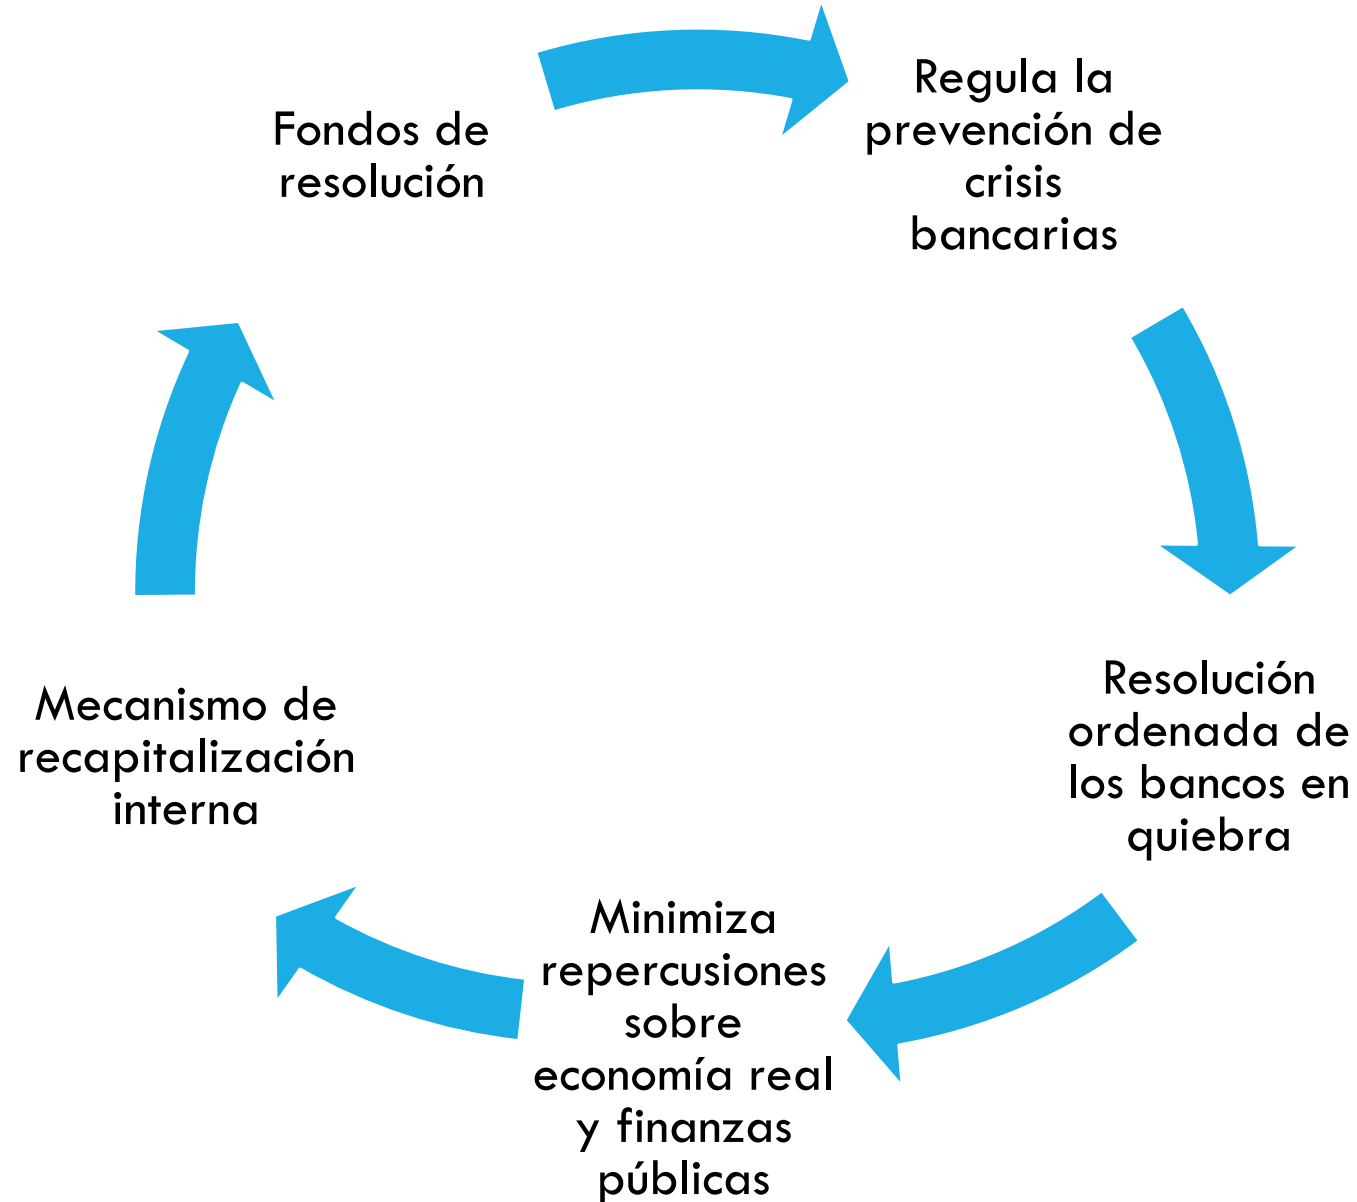 Fondos de
resolución
Regula la
prevención de
crisis
bancarias
Resolución
ordenada de
los bancos en
quiebra
Minimiza
repercusiones
sobre
economía real
y finanzas
públicas
Mecanismo de
recapitalización
interna